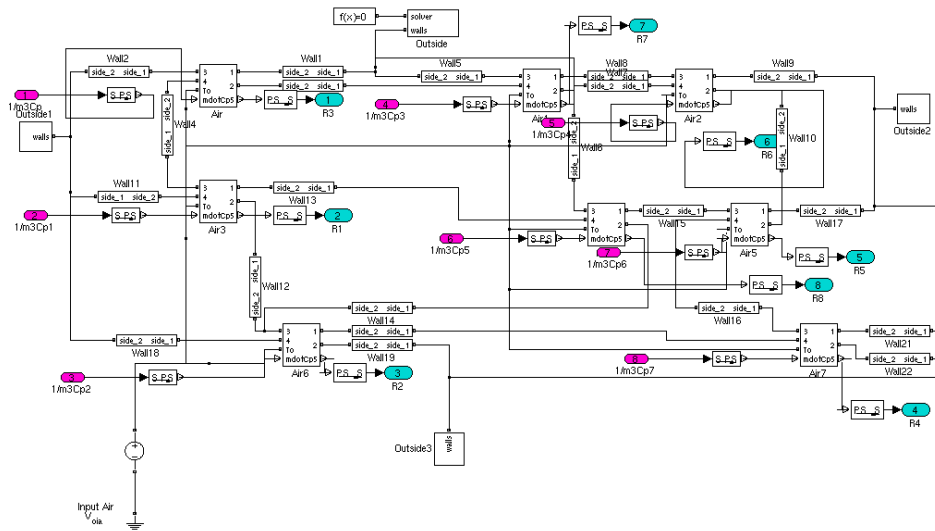 f(x)=0
solver
walls
Outside
PS S
7
R7
Wall2
side_2 side_1
Wall1
side_2 side_1
side_2 side_1
Wall5
side_2 side_1
Wall8
side_2 side_1
side_2 side_1
Wall9
side_2 side_1
1
1/m3Cp
S PS
3 1
4 2
To
mdotCp5
Air
PS S
1
R3
4
1/m3Cp3
S PS
3 1
4 2
To
mdotCp5
3 1
4 2
To
mdotCp5
Air2
Outside1
walls
side_2
side_1
Wall4
5
1/m3Cp4
S PS
side_2
side_1
PS S
6
R6
side_2
side_1
Wall10
walls
Outside2
Wall11
side_1 side_2
3 1
4 2
To
mdotCp5
Air3
side_2 side_1
Wall13
2
1/m3Cp1
S PS
PS S
2
R1
3 1
4 2
To
mdotCp5
side_2 side_1
Wall15
3 1
4 2
To
mdotCp5
Air5
side_2 side_1
Wall17
6
1/m3Cp5
S PS
7
1/m3Cp6
S PS
PS S
5
R5
PS S
8
R8
side_1
side_2
Wall12
side_2 side_1
Wall14
side_2 side_1
Wall16
side_2 side_1
Wall18
3 1
4 2
To
mdotCp5
Air6
side_2 side_1
side_2 side_1
Wall19
3 1
4 2
To
mdotCp5
Air7
side_2 side_1
Wall21
side_2 side_1
Wall22
3
1/m3Cp2
S PS
PS S
3
R2
8
1/m3Cp7
S PS
PS S
4
R4
Outside3
walls
Input Air
V